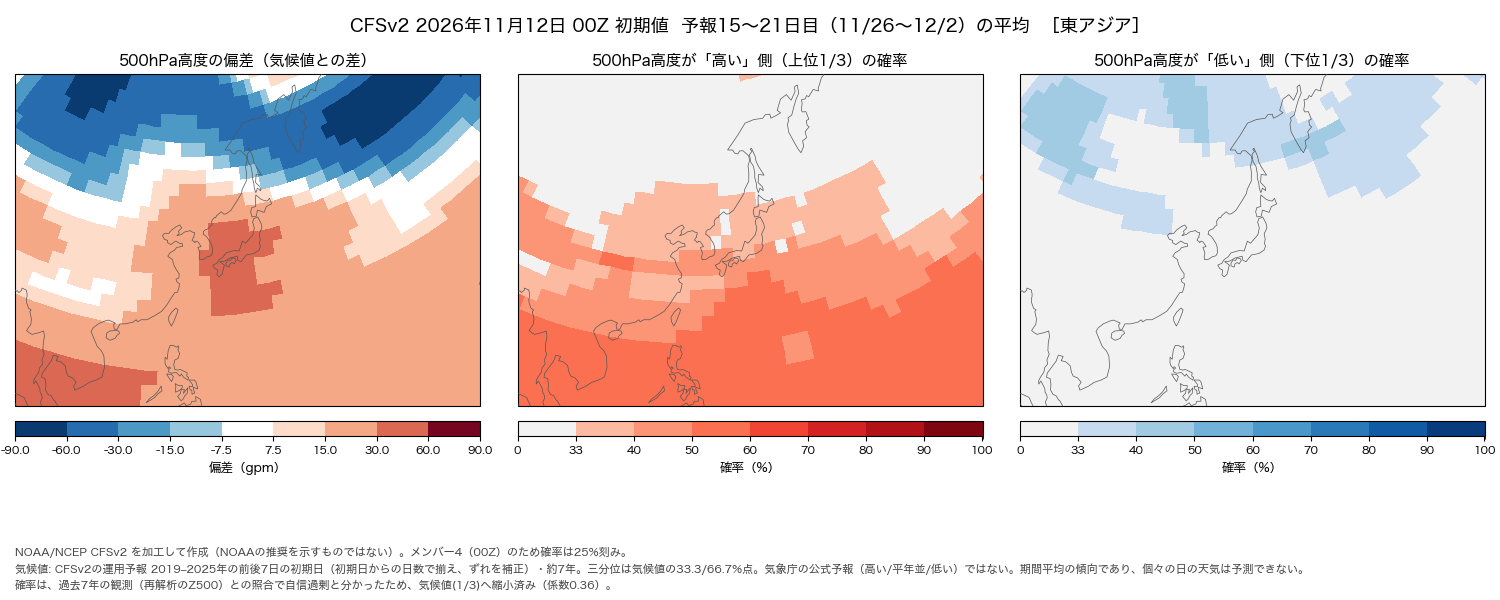 CFSv2 2026年11月12日 00Z 初期値 予報15〜21日目（11/26〜12/2）の平均 ［東アジア］
500hPa高度の偏差（気候値との差）
500hPa高度が「高い」側（上位1/3）の確率
500hPa高度が「低い」側（下位1/3）の確率
-90.0 -60.0 -30.0 -15.0 -7.5 7.5 15.0 30.0 60.0 90.0
偏差（gpm）
0 33 40 50 60 70 80 90 100
確率（%）
0 33 40 50 60 70 80 90 100
確率（%）
NOAA/NCEP CFSv2 を加工して作成（NOAAの推奨を示すものではない）。メンバー4（00Z）のため確率は25%刻み。
気候値: CFSv2の運用予報 2019–2025年の前後7日の初期日（初期日からの日数で揃え、ずれを補正）・約7年。三分位は気候値の33.3/66.7%点。気象庁の公式予報（高い/平年並/低い）ではない。期間平均の傾向であり、個々の日の天気は予測できない。
確率は、過去7年の観測（再解析のZ500）との照合で自信過剰と分かったため、気候値(1/3)へ縮小済み（係数0.36）。